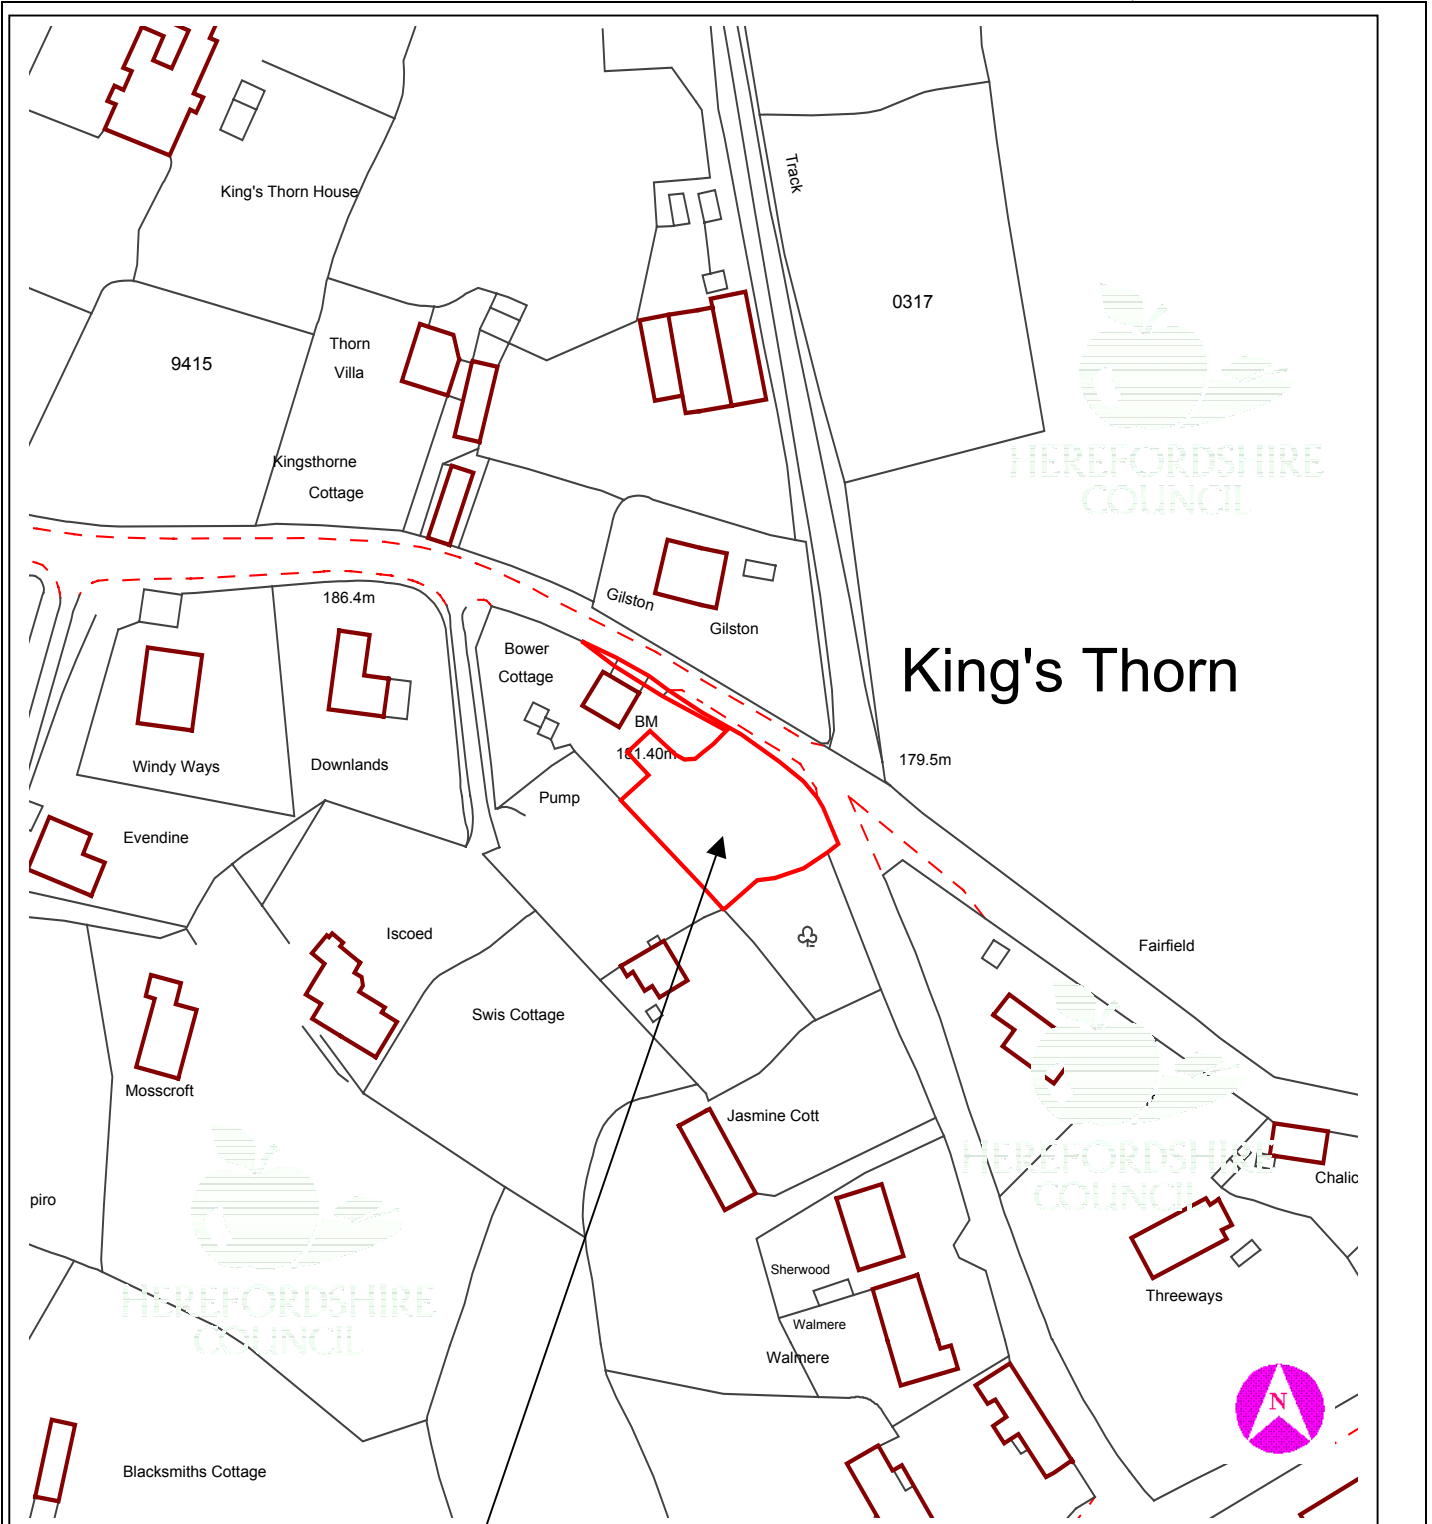 Track
King's Thorn House
0317
9415
Thorn
Villa
HEREFORDSHIRE
COUNCIL
Kingsthorne
Cottage
186.4m
Gilston
Gilston
Bower
Cottage
King's Thorn
BM
181.40m
179.5m
Windy Ways
Downlands
Pump
Evendine
Iscoed
Fairfield
Swis Cottage
Mosscroft
Jasmine Cott
HEREFORDSHIRE
COUNCIL
Chalic
piro
Sherwood
HEREFORDSHIRE
COUNCIL
Threeways
Walmere
Walmere
N
Blacksmiths Cottage